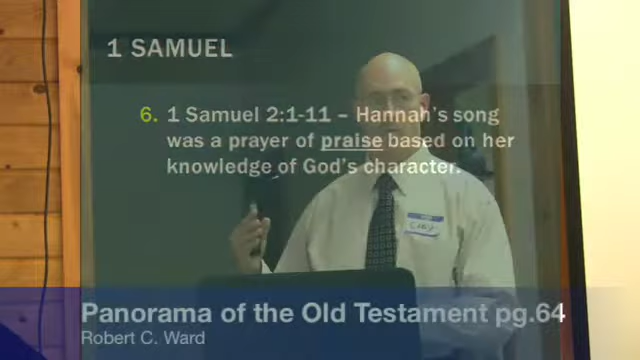 1 SAMUEL
6. 1 Samuel 2:1-11 – Hannah's song
was a prayer of praise based on her
knowledge of God's character.
Panorama of the Old Testament pg.64
Robert C. Ward